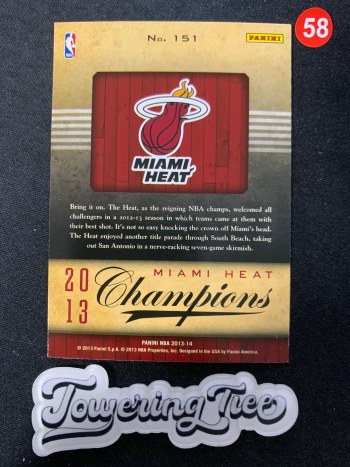 58
NBA
No. 151
PANINI
MIAMI
HEAT
Bring it on. The Heat, as the reigning NBA champs, welcomed all
challengers in a 2012-13 season in which teams came at them with
their best shot. It's not so easy knocking the crown off Miami's head.
The Heat enjoyed another title parade through South Beach, taking
out San Antonio in a nerve-racking seven-game skirmish.
20
13
MIAMI HEAT
Champions
PANINI NBA 2013-14
© 2013 Panini S.p.A. © 2013 NBA Properties, Inc. Designed in the USA by Panini America.
ToweringTree